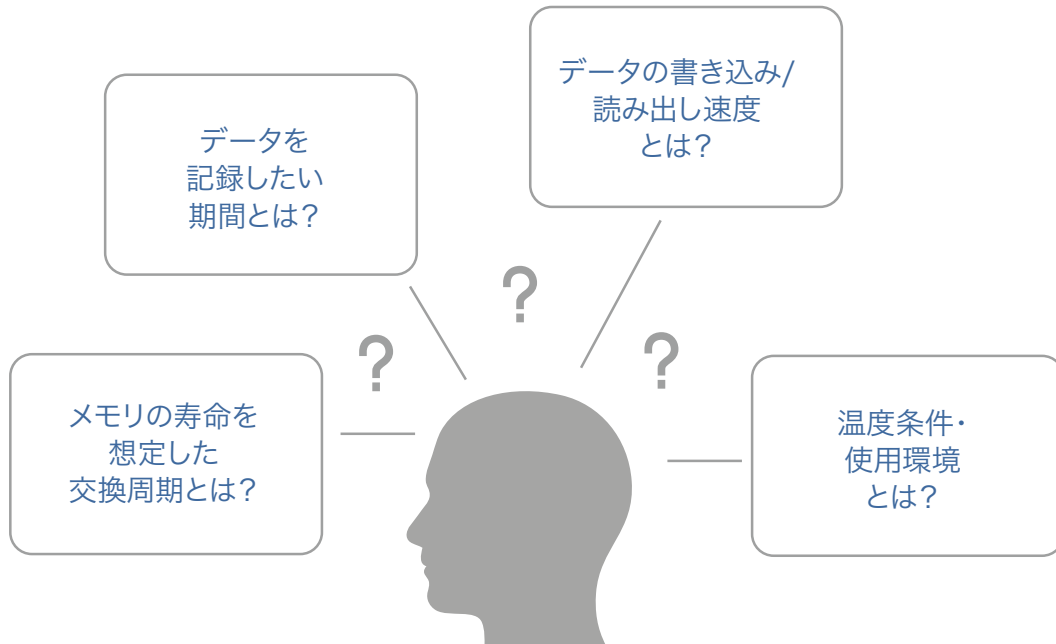 データの書き込み/
読み出し速度
とは?
データを
記録したい
期間とは?
?
?
?
メモリの寿命を
想定した
交換周期とは?
温度条件・
使用環境
とは?